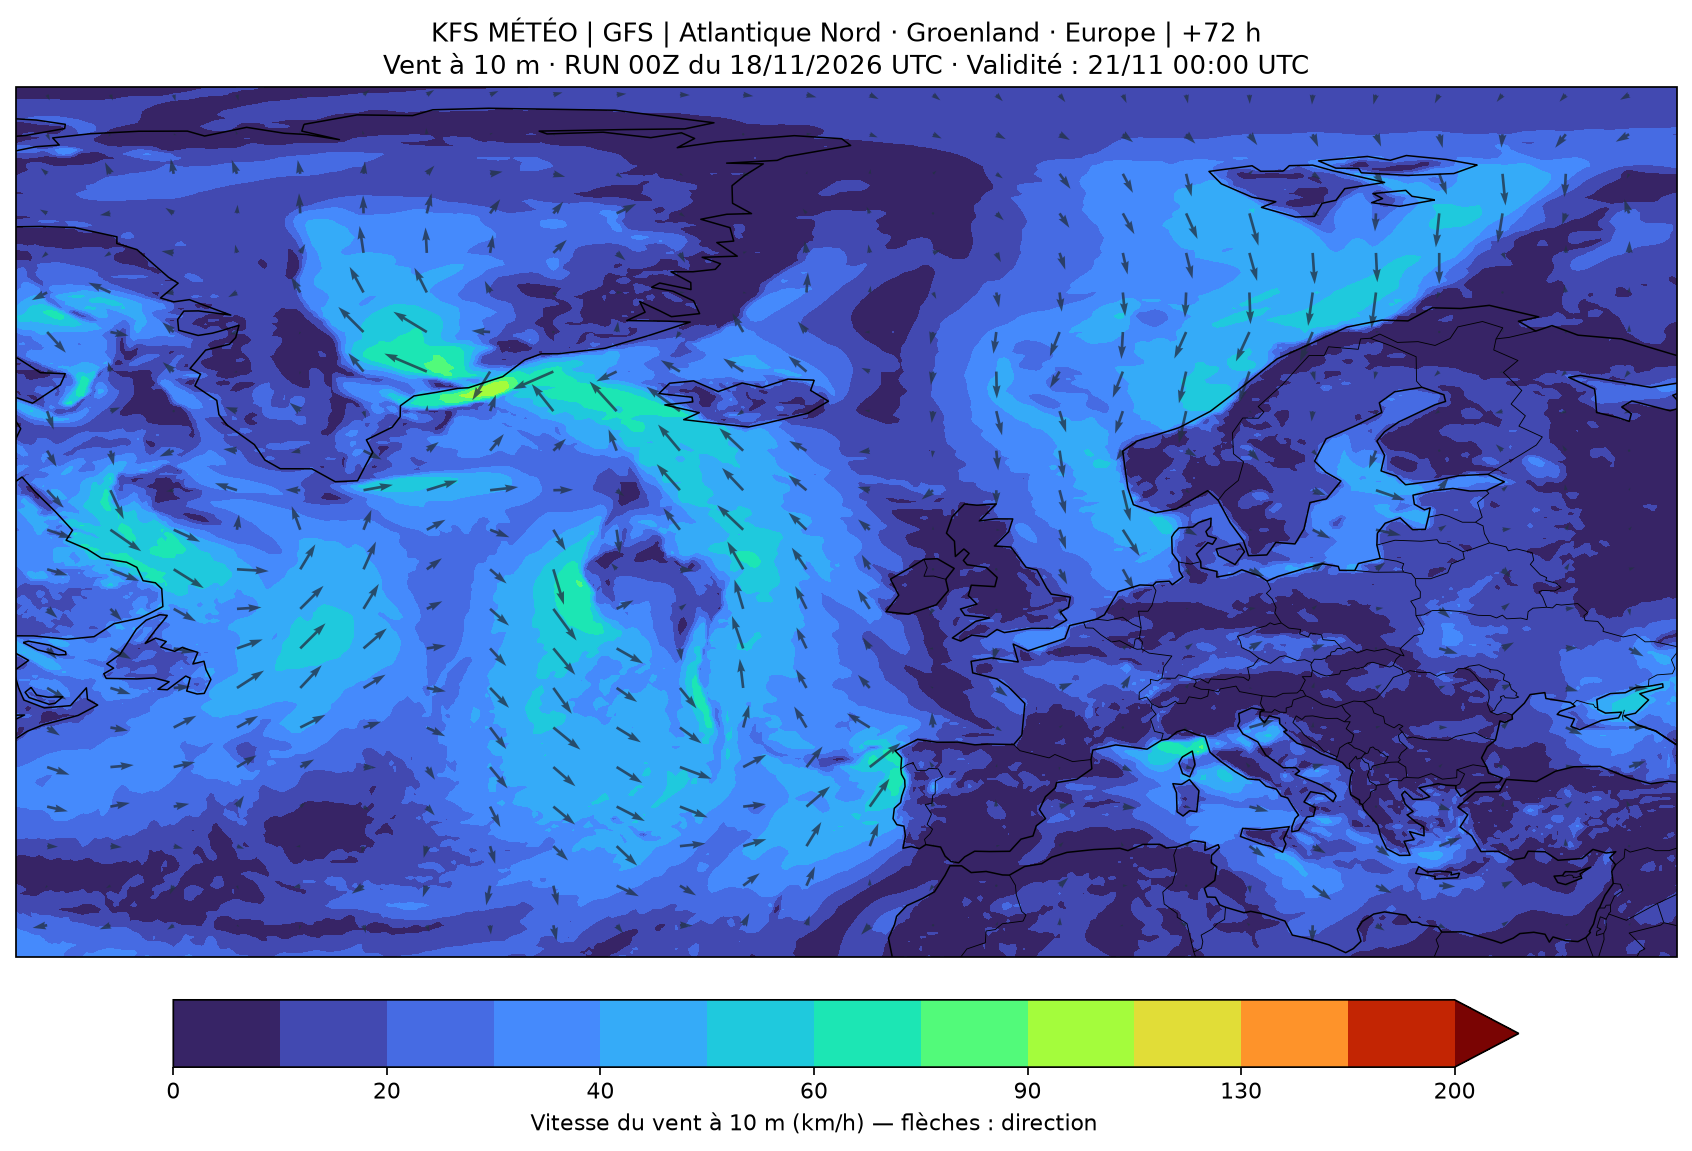 KFS MÉTÉO | GFS | Atlantique Nord · Groenland · Europe | +72 h
Vent à 10 m · RUN 00Z du 18/11/2026 UTC · Validité : 21/11 00:00 UTC
0 20 40 60 90 130 200
Vitesse du vent à 10 m (km/h) — flèches : direction